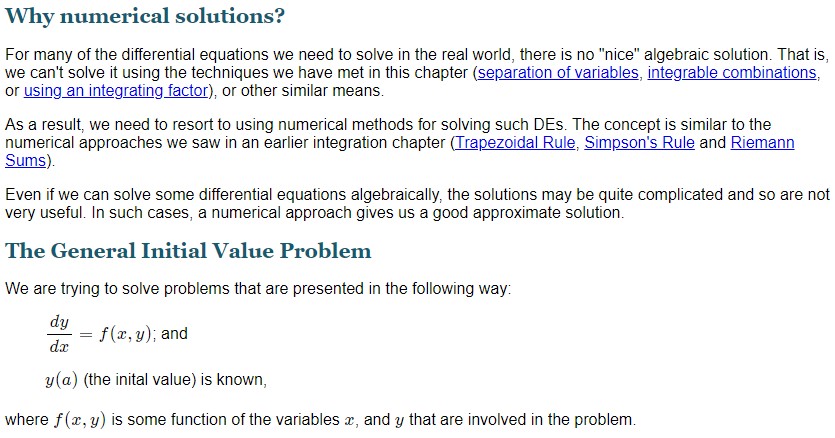 Why numerical solutions?
For many of the differential equations we need to solve in the real world, there is no "nice" algebraic solution. That is,
we can't solve it using the techniques we have met in this chapter (separation of variables, integrable combinations,
or using an integrating factor), or other similar means.
As a result, we need to resort to using numerical methods for solving such DEs. The concept is similar to the
numerical approaches we saw in an earlier integration chapter (Trapezoidal Rule, Simpson's Rule and Riemann
Sums).
Even if we can solve some differential equations algebraically, the solutions may be quite complicated and so are not
very useful. In such cases, a numerical approach gives us a good approximate solution.
The General Initial Value Problem
We are trying to solve problems that are presented in the following way:
dy/dx = f(x, y); and
y(a) (the inital value) is known,
where f(x, y) is some function of the variables x, and y that are involved in the problem.